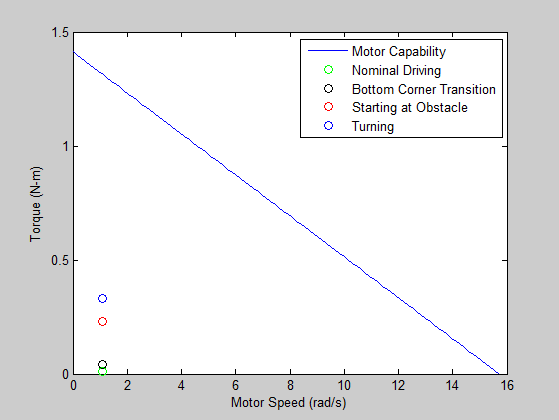 1.5
Motor Capability
Nominal Driving
Bottom Corner Transition
Starting at Obstacle
Turning
1
Torque (N-m)
0.5
0
0 2 4 6 8 10 12 14 16
Motor Speed (rad/s)